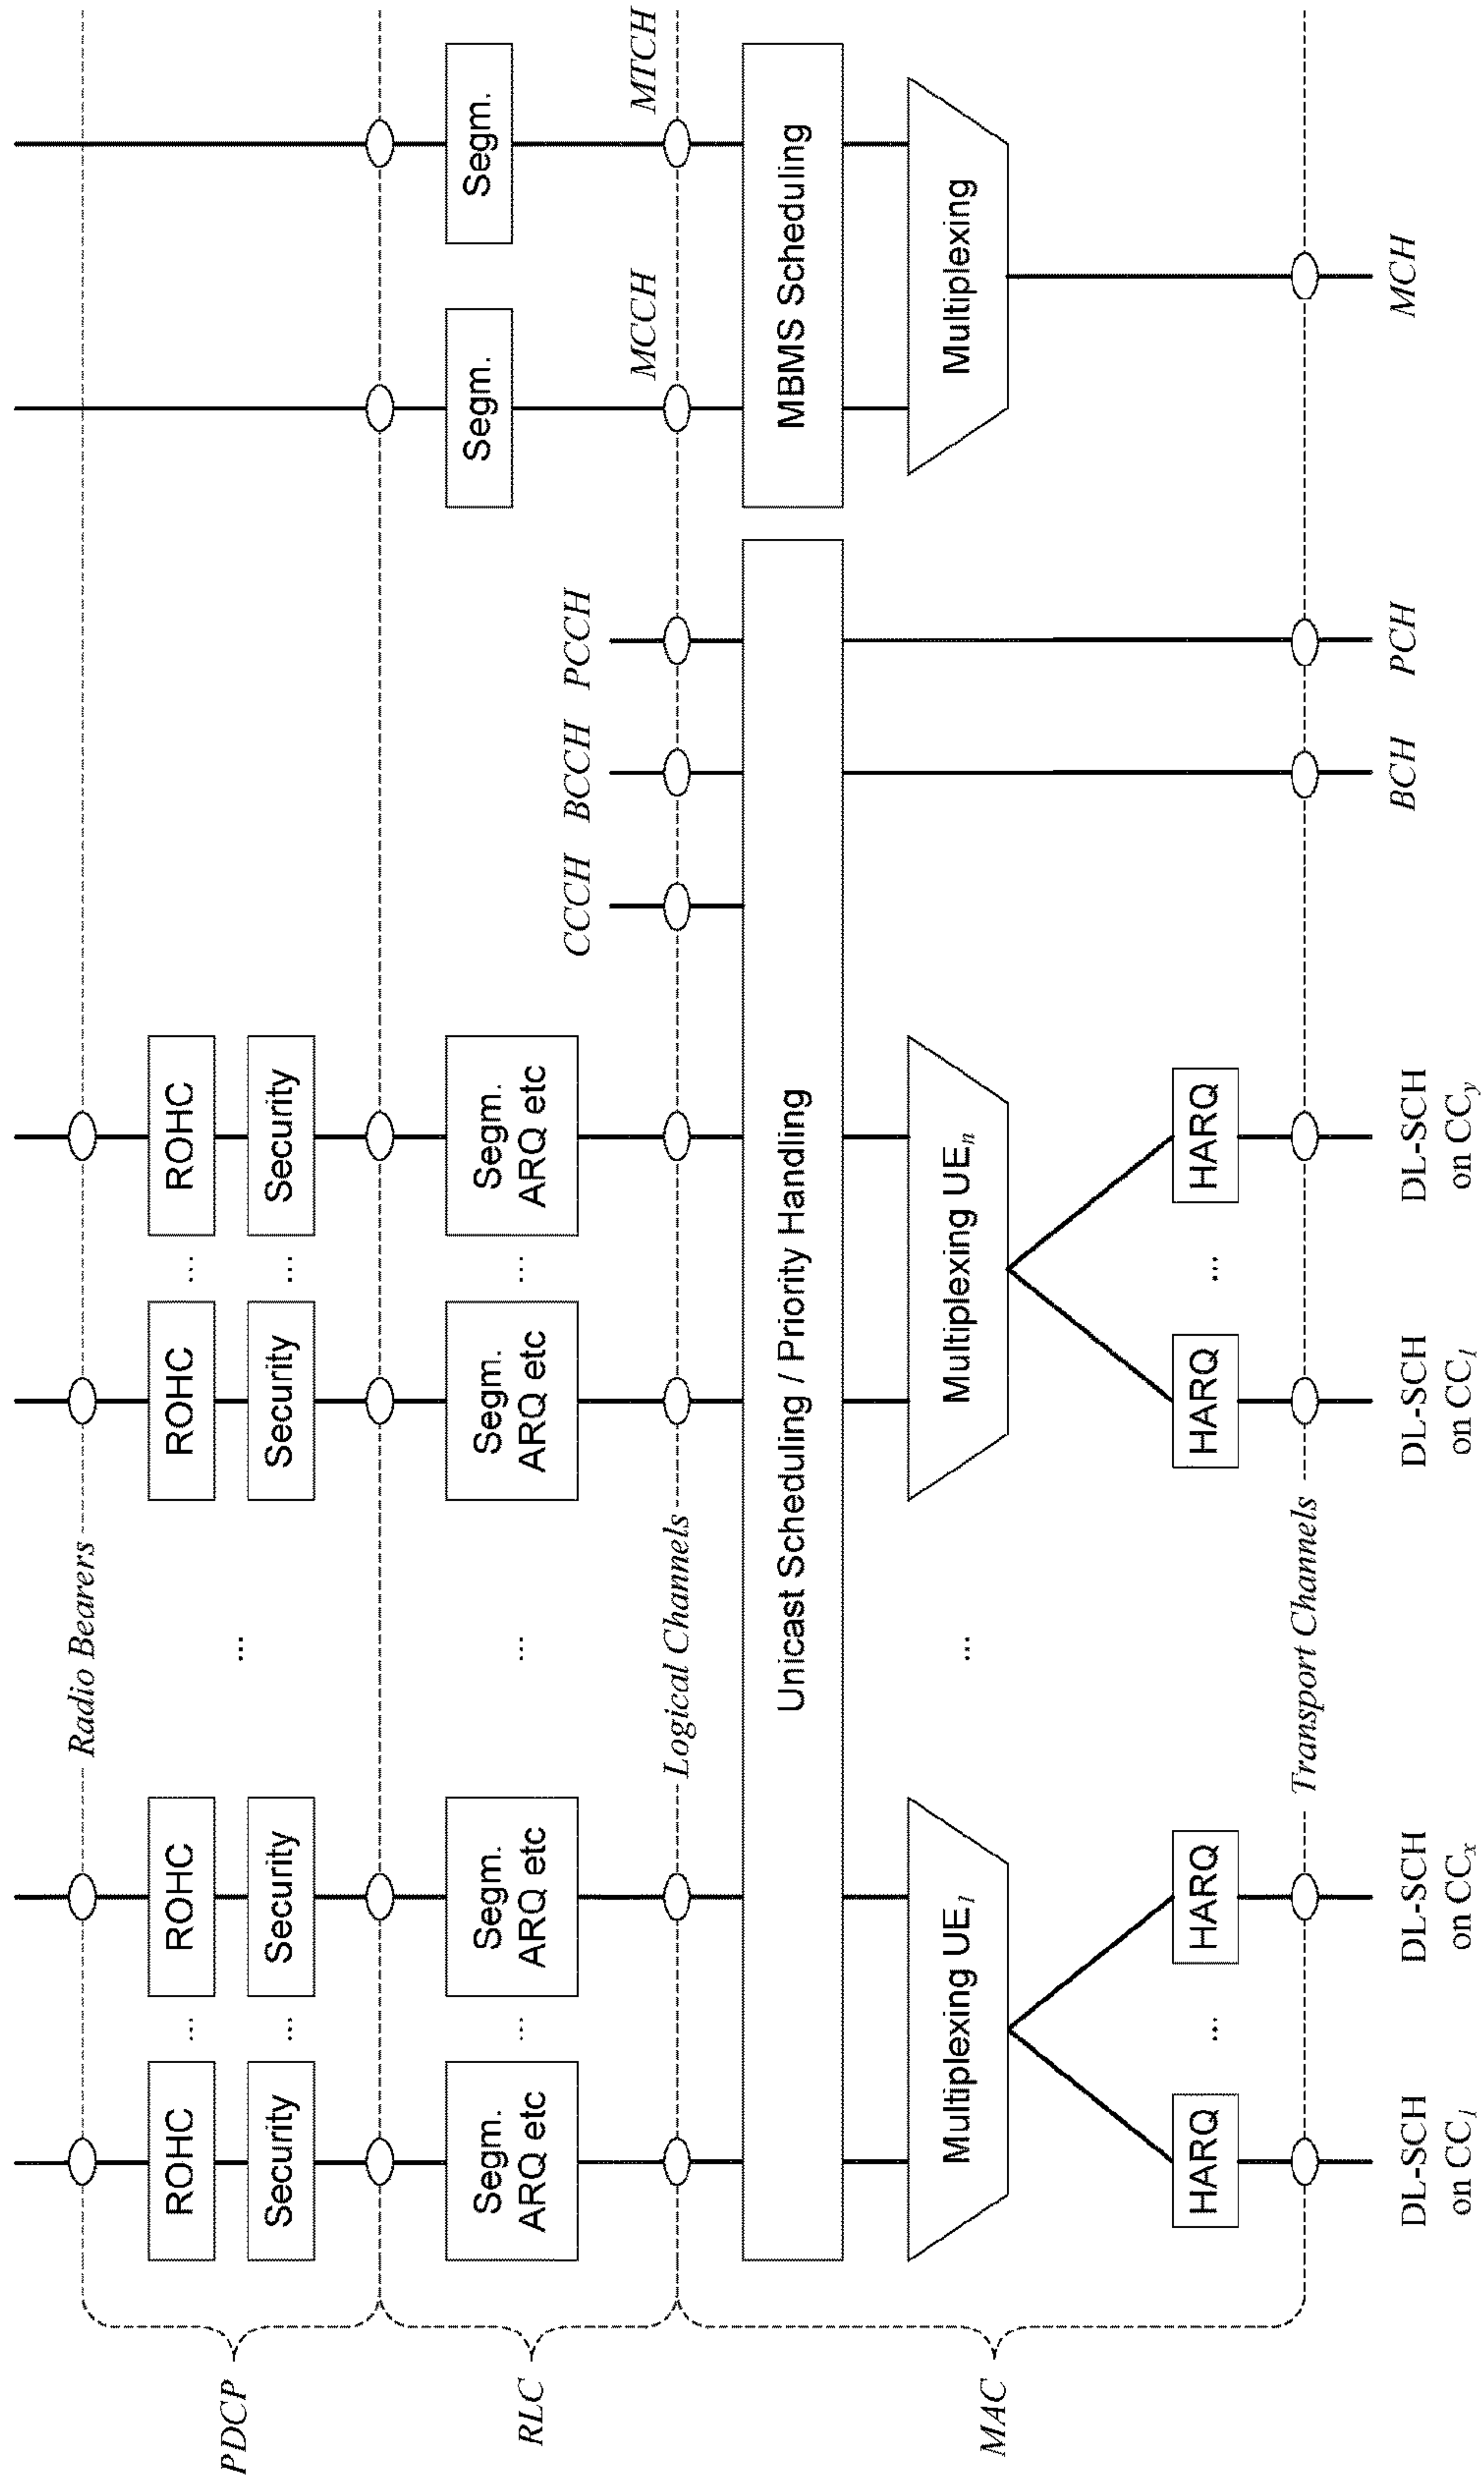 Radio Bearers
ROHC ... ROHC ROHC ... ROHC
PDCP
...
Security ... Security Security ... Security
Segm. Segm. Segm. Segm. Segm. Segm.
ARQ etc ... ARQ etc ... ARQ etc ... ARQ etc
RLC
CCCH BCCH PCCH
MCCH MTCH
Logical Channels
Unicast Scheduling / Priority Handling
MBMS Scheduling
Multiplexing UE1 ... Multiplexing UEn
Multiplexing
MAC
HARQ ... HARQ HARQ ... HARQ
Transport Channels
DL-SCH
on CC1
DL-SCH
on CCx
DL-SCH
on CC1
DL-SCH
on CCy
BCH PCH MCH